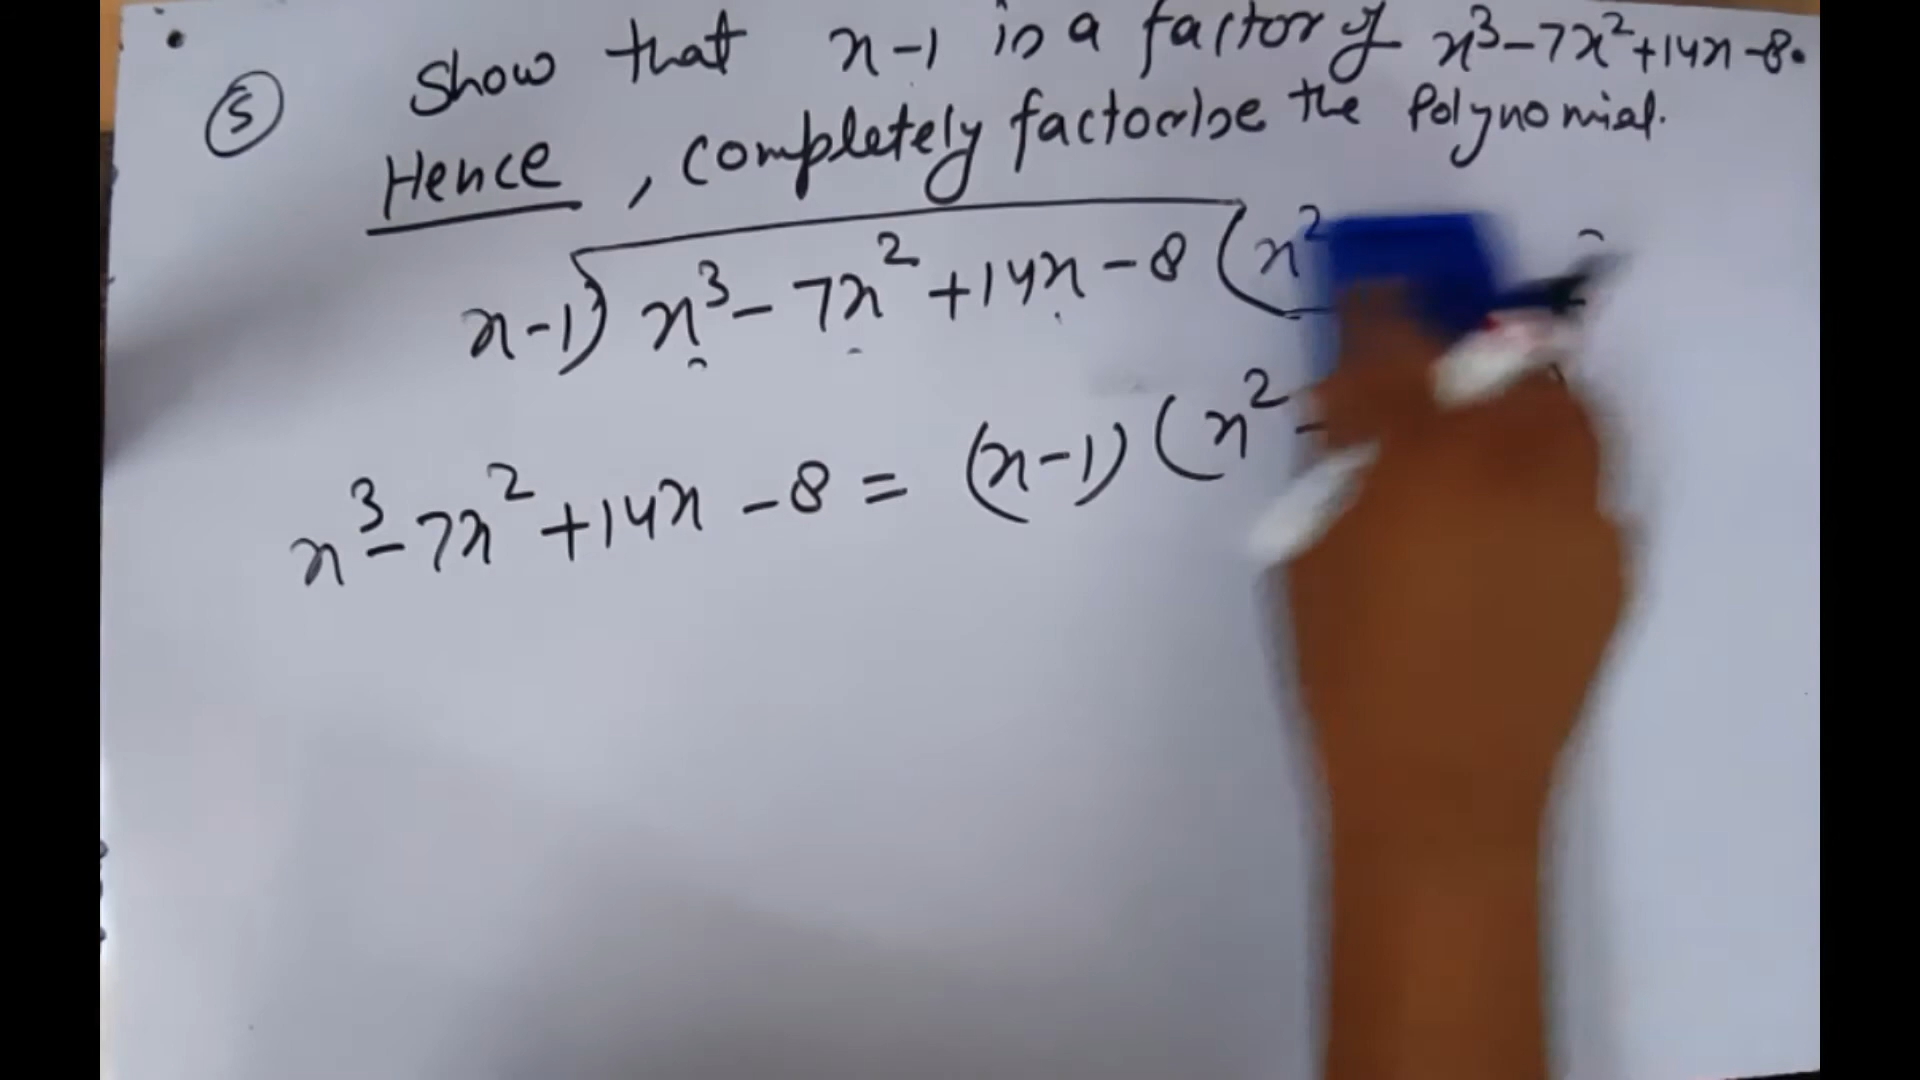 (5) Show that x-1 is a factor of x³-7x²+14x-8.
Hence, completely factorise the Polynomial.
x-1) x³-7x²+14x-8 (x²
x³-7x²+14x-8 = (x-1) (x²-